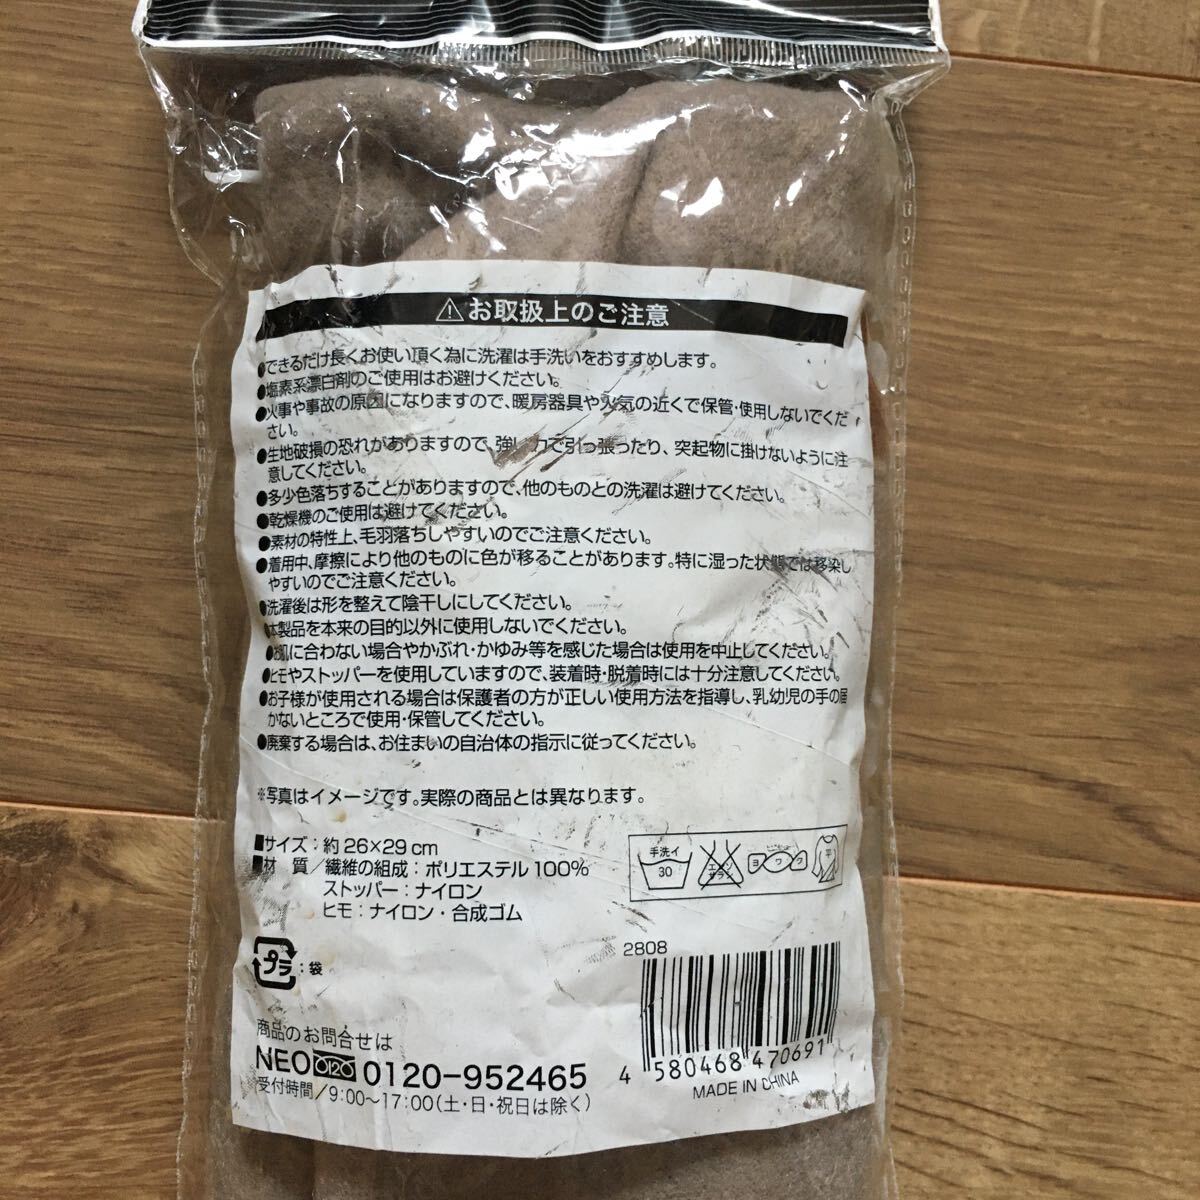 お取扱上のご注意
●できるだけ長くお使い頂く為に洗濯は手洗いをおすすめします。
●塩素系漂白剤のご使用はお避けください。
●火事や事故の原因になりますので、暖房器具や火気の近くで保管・使用しないでくだ
さい。
●生地破損の恐れがありますので、強い力で引っ張ったり、突起物に掛けないように注
意してください。
●多少色落ちすることがありますので、他のものとの洗濯は避けてください。
●乾燥機のご使用は避けてください。
●素材の特性上、毛羽落ちしやすいのでご注意ください。
●着用中、摩擦により他のものに色が移ることがあります。特に湿った状態では移染し
やすいのでご注意ください。
●洗濯後は形を整えて陰干しにしてください。
●本製品を本来の目的以外に使用しないでください。
●お肌に合わない場合やかぶれ・かゆみ等を感じた場合は使用を中止してください。
●ヒモやストッパーを使用していますので、装着時・脱着時には十分注意してください。
●お子様が使用される場合は保護者の方が正しい使用方法を指導し、乳幼児の手の届
かないところで使用・保管してください。
●廃棄する場合は、お住まいの自治体の指示に従ってください。
※写真はイメージです。実際の商品とは異なります。
■サイズ：約26×29cm
■材　質／繊維の組成：ポリエステル100%
ストッパー：ナイロン
ヒモ：ナイロン・合成ゴム
手洗イ
30
エンソ
サラシ
ヨワク
平
プラ：袋
2808
4 580468 470691
MADE IN CHINA
商品のお問合せは
NEO 0120 0120-952465
受付時間／9:00〜17:00(土・日・祝日は除く)